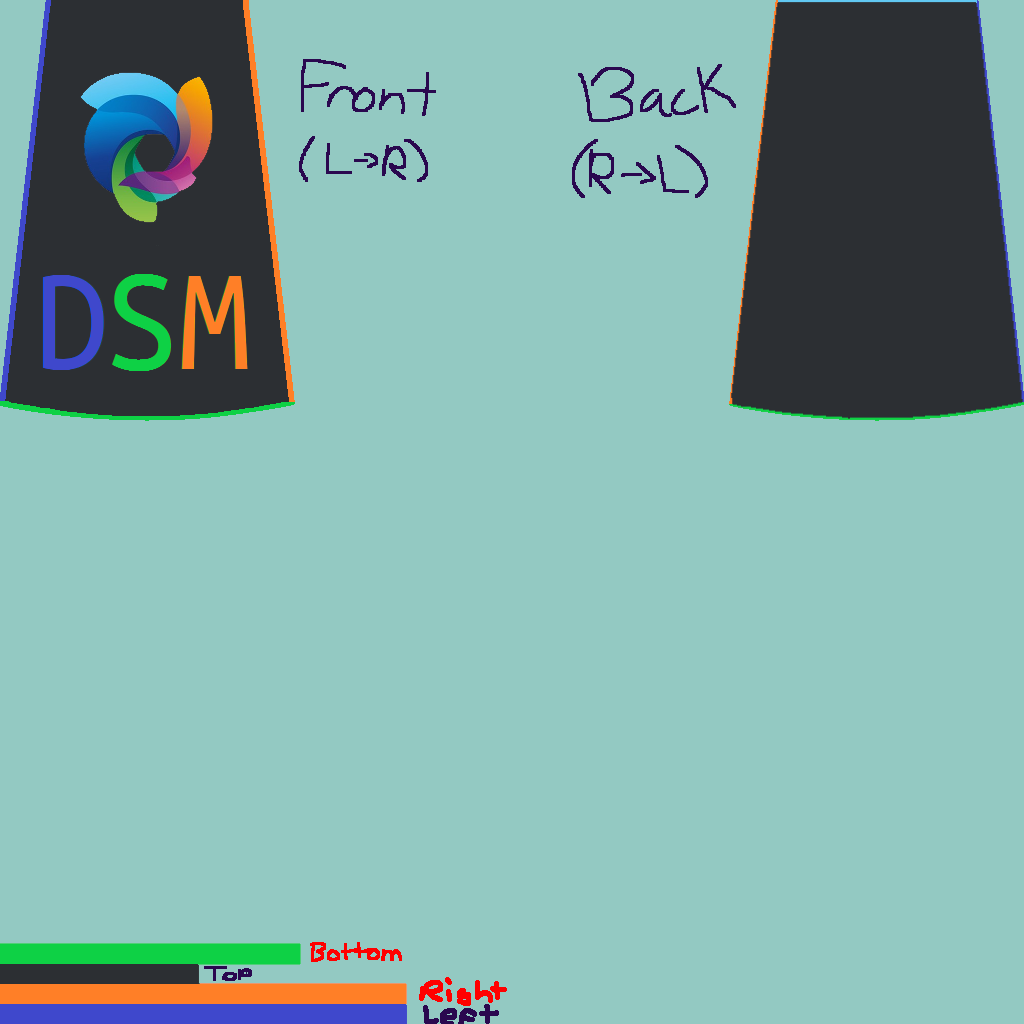 Front
(L→R)
Back
(R→L)
DSM
Bottom
Top
Right
Left